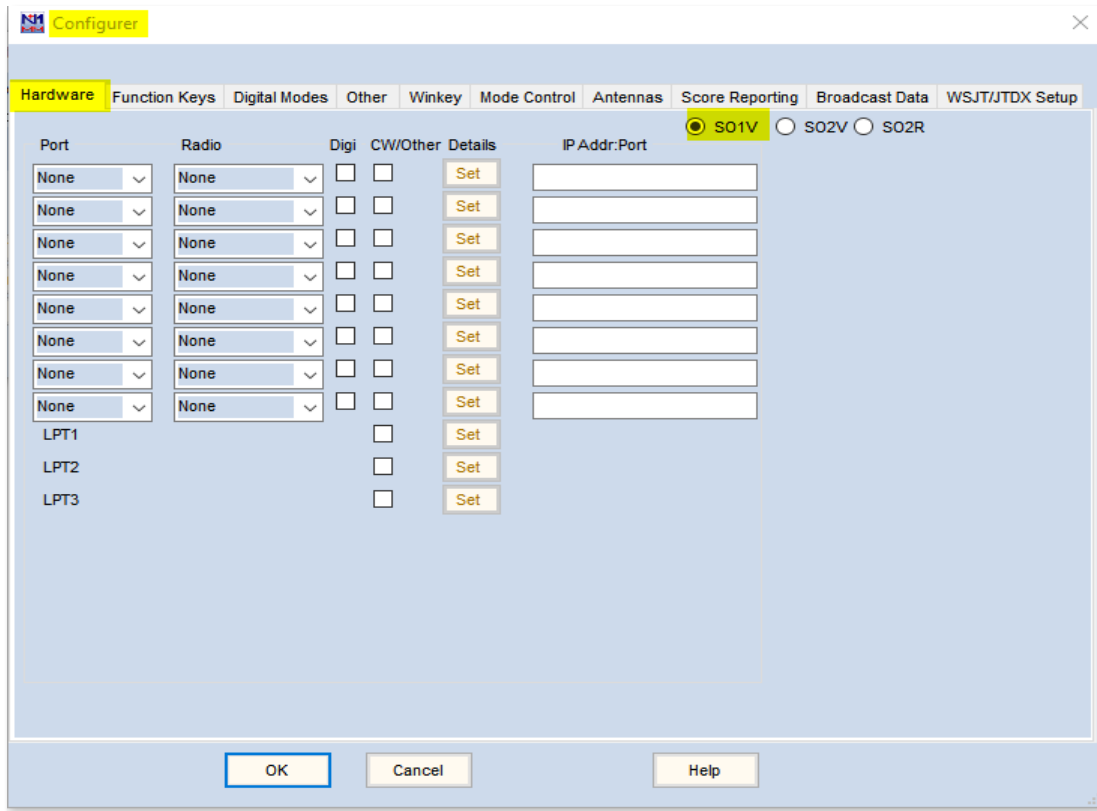 N1MM Configurer
Hardware Function Keys Digital Modes Other Winkey Mode Control Antennas Score Reporting Broadcast Data WSJT/JTDX Setup
SO1V SO2V SO2R
Port Radio Digi CW/Other Details IP Addr:Port
None None Set
None None Set
None None Set
None None Set
None None Set
None None Set
None None Set
None None Set
LPT1 Set
LPT2 Set
LPT3 Set
OK Cancel Help